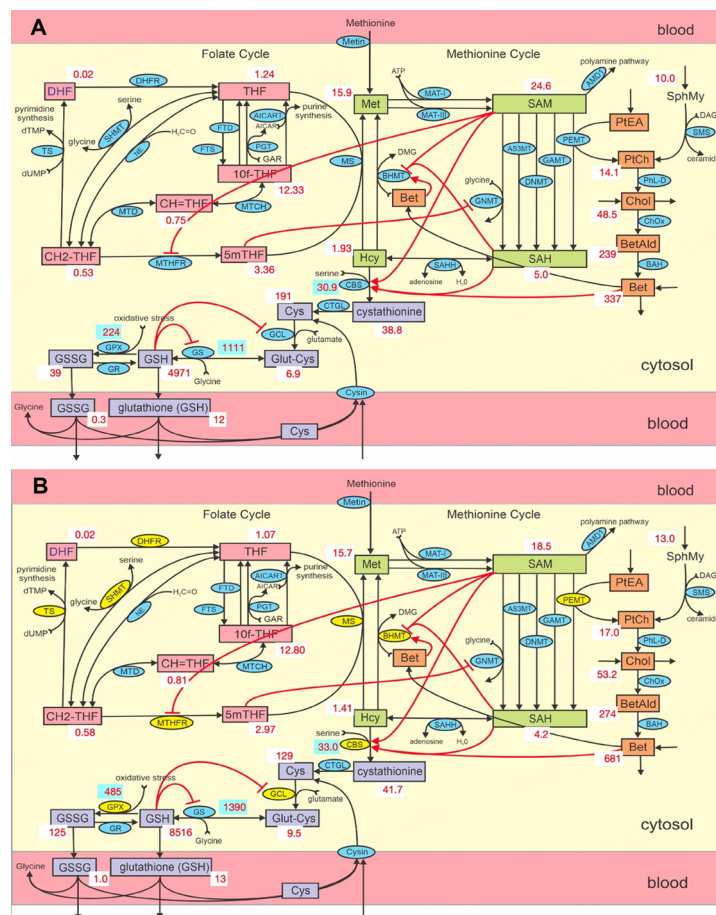 A
Methionine
blood
Metin
Folate Cycle
Methionine Cycle
polyamine pathway
0.02
DHFR
1.24
ATP
MAT-I
24.6
AMD1
10.0
DHF
THF
15.9
Met
MAT-III
SAM
SphMy
pyrimidine
synthesis
serine
purine
synthesis
AICART
AICAR
PtEA
DAG
dTMP
SHMT
glycine
H₂C=O
FTD
PGT
GAR
DMG
AS3MT
PEMT
SMS
TS
NE
FTS
MS
BHMT
GAMT
PtCh
ceramide
dUMP
10f-THF
12.33
glycine
DNMT
14.1
PhL-D
CH=THF
MTCH
Bet
GNMT
Chol
MTD
0.75
48.5
ChOx
BetAld
CH2-THF
MTHFR
5mTHF
1.93
Hcy
SAHH
SAH
239
BAH
0.53
3.36
serine
adenosine
H₂0
5.0
Bet
30.9
CBS
337
191
CTGL
cystathionine
Cys
38.8
oxidative stress
224
GPX
GS
1111
GCL
glutamate
GSSG
GR
GSH
Glut-Cys
cytosol
39
4971
Glycine
6.9
Cysin
Glycine
GSSG
glutathione (GSH)
0.3
12
Cys
blood
B
Methionine
blood
Metin
Folate Cycle
Methionine Cycle
polyamine pathway
0.02
DHFR
1.07
ATP
MAT-I
18.5
AMD1
13.0
DHF
THF
15.7
Met
MAT-III
SAM
SphMy
pyrimidine
synthesis
serine
purine
synthesis
AICART
AICAR
PtEA
DAG
dTMP
SHMT
glycine
H₂C=O
FTD
PGT
GAR
DMG
AS3MT
PEMT
SMS
TS
NE
FTS
MS
BHMT
GAMT
PtCh
ceramide
dUMP
10f-THF
12.80
glycine
DNMT
17.0
PhL-D
CH=THF
MTCH
Bet
GNMT
Chol
MTD
0.81
53.2
ChOx
BetAld
CH2-THF
MTHFR
5mTHF
1.41
Hcy
SAHH
SAH
274
BAH
0.58
2.97
serine
adenosine
H₂0
4.2
Bet
33.0
CBS
681
129
CTGL
cystathionine
Cys
41.7
oxidative stress
485
GPX
GS
1390
GCL
glutamate
GSSG
GR
GSH
Glut-Cys
cytosol
125
8516
Glycine
9.5
Cysin
Glycine
GSSG
glutathione (GSH)
1.0
13
Cys
blood